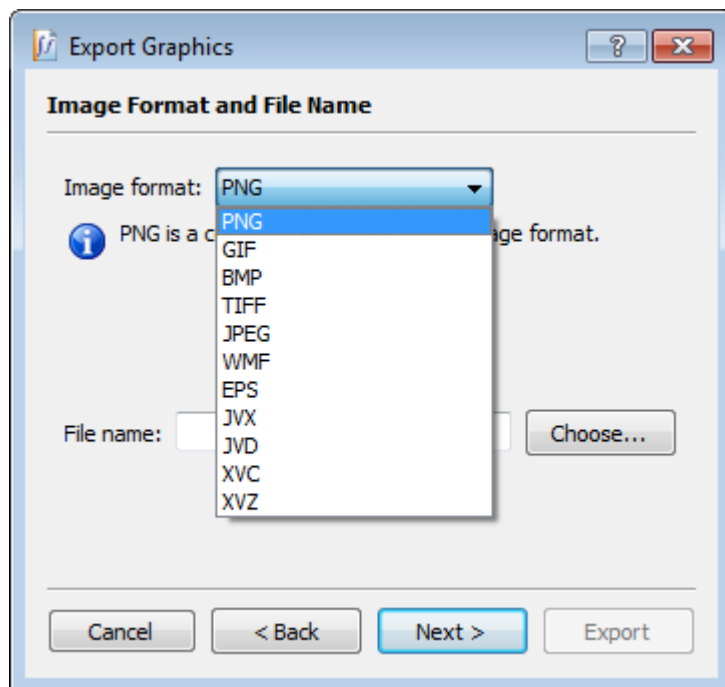 Export Graphics
Image Format and File Name
Image format: PNG
PNG
PNG is a c
age format.
GIF
BMP
TIFF
JPEG
WMF
EPS
JVX
File name:
Choose...
JVD
XVC
XVZ
Cancel
< Back
Next >
Export